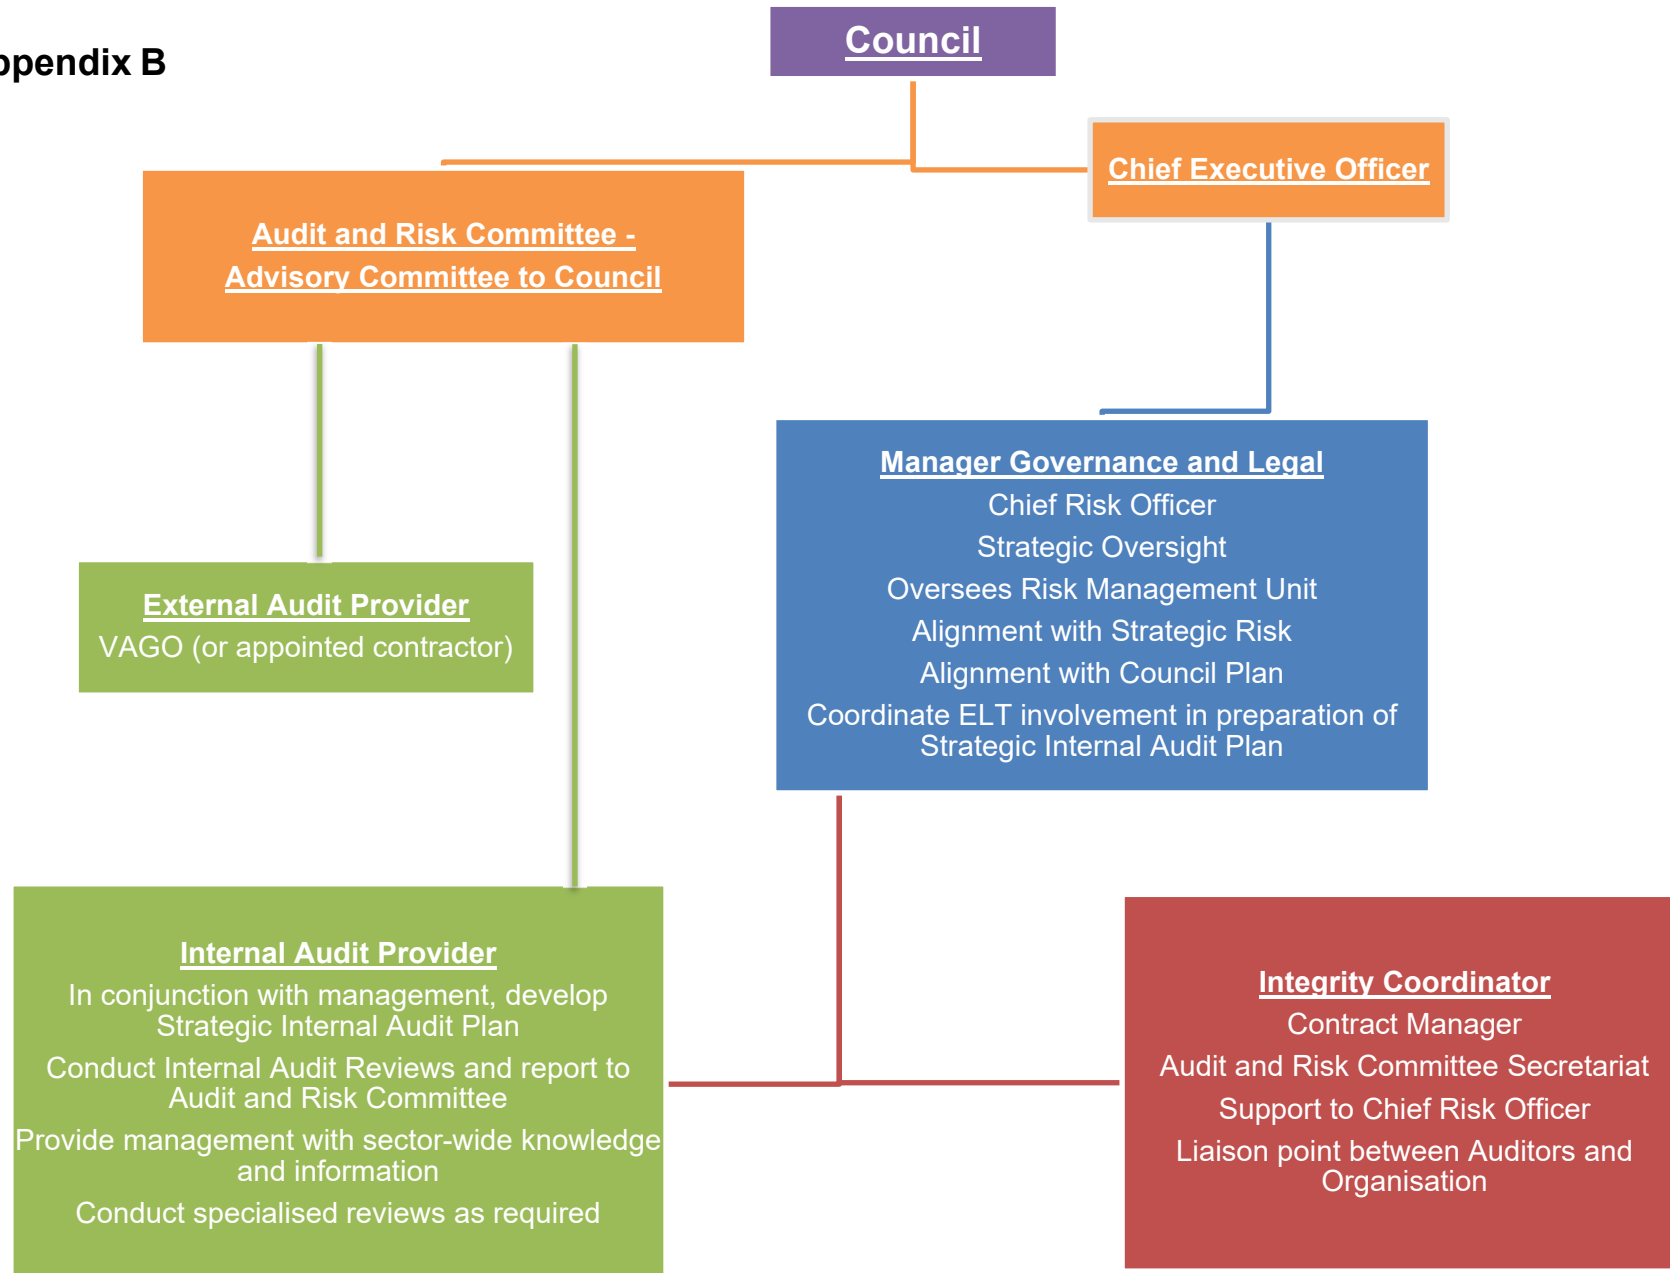 ppendix B
Council
Chief Executive Officer
Audit and Risk Committee -
Advisory Committee to Council
Manager Governance and Legal
Chief Risk Officer
Strategic Oversight
Oversees Risk Management Unit
Alignment with Strategic Risk
Alignment with Council Plan
Coordinate ELT involvement in preparation of
Strategic Internal Audit Plan
External Audit Provider
VAGO (or appointed contractor)
Internal Audit Provider
In conjunction with management, develop
Strategic Internal Audit Plan
Conduct Internal Audit Reviews and report to
Audit and Risk Committee
Provide management with sector-wide knowledge
and information
Conduct specialised reviews as required
Integrity Coordinator
Contract Manager
Audit and Risk Committee Secretariat
Support to Chief Risk Officer
Liaison point between Auditors and
Organisation